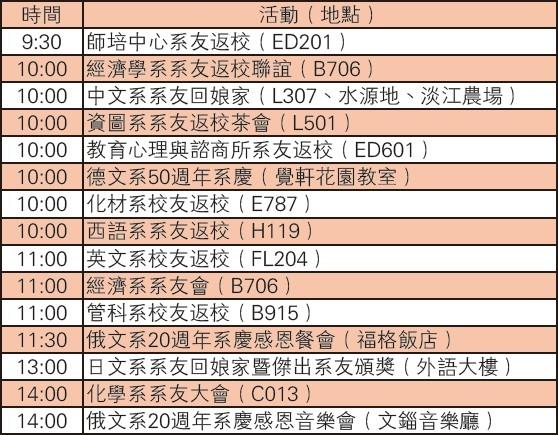 時間 活動（地點）
9:30 師培中心系友返校（ED201）
10:00 經濟學系系友返校聯誼（B706）
10:00 中文系系友回娘家（L307、水源地、淡江農場）
10:00 資圖系系友返校茶會（L501）
10:00 教育心理與諮商所系友返校（ED601）
10:00 德文系50週年系慶（覺軒花園教室）
10:00 化材系校友返校（E787）
10:00 西語系系友返校（H119）
11:00 英文系校友返校（FL204）
11:00 經濟系系友會（B706）
11:00 管科系校友返校（B915）
11:30 俄文系20週年系慶感恩餐會（福格飯店）
13:00 日文系系友回娘家暨傑出系友頒獎（外語大樓）
14:00 化學系系友大會（C013）
14:00 俄文系20週年系慶感恩音樂會（文錙音樂廳）